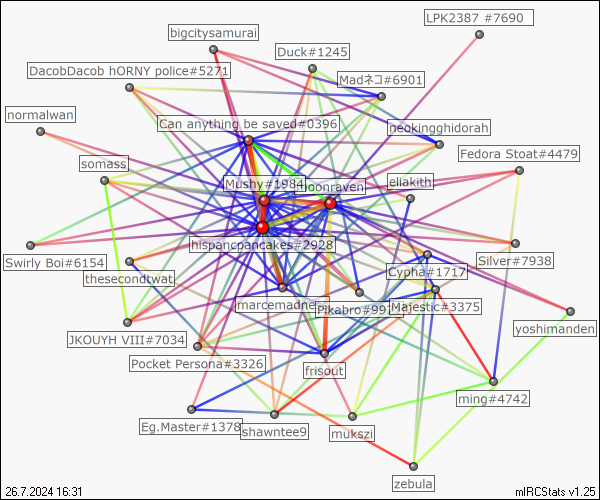 LPK2387 #7690
bigcitysamurai
Duck#1245
DacobDacob hORNY police#5271
Madネコ#6901
normalwan
Can anything be saved#0396
neokingghidorah
Fedora Stoat#4479
somass
Mushy#1984
moonraven
eliakith
hispancpancakes#2928
Swirly Boi#6154
Silver#7938
thesecondtwat
Cypha#1717
marcemadner
Pikabro#991
Majestic#3375
yoshimanden
JKOUYH VIII#7034
Pocket Persona#3326
frisout
ming#4742
Eg.Master#1378
shawntee9
mukszi
zebula
26.7.2024 16:31
mIRCStats v1.25